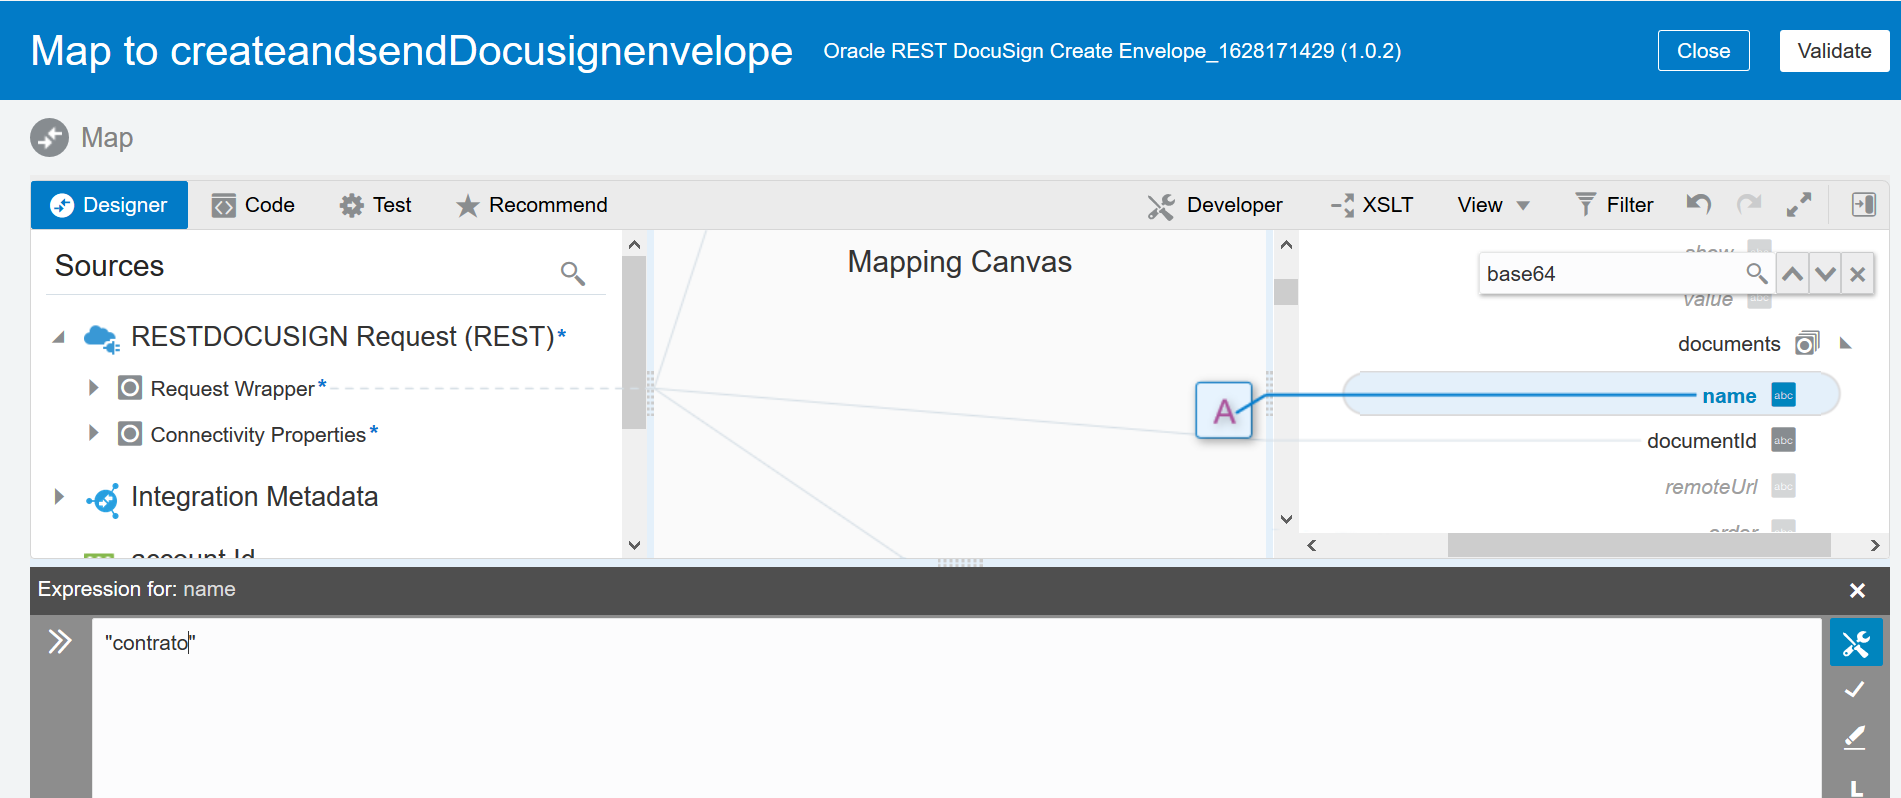 Map to createandsendDocusignenvelope Oracle REST DocuSign Create Envelope_1628171429 (1.0.2) Close Validate
Map
Designer Code Test Recommend Developer XSLT View Filter
Sources
Mapping Canvas
show abc
base64
value abc
RESTDOCUSIGN Request (REST)*
documents
Request Wrapper*
A
name abc
Connectivity Properties*
documentId abc
remoteUrl abc
Integration Metadata
order abc
account Id
Expression for: name
"contrato"
L